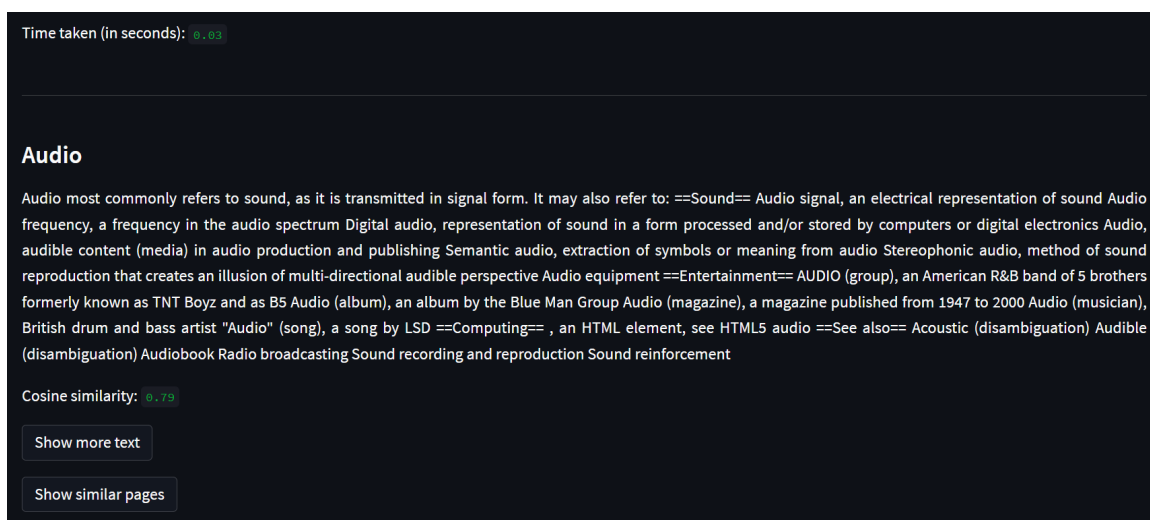 Time taken (in seconds): 0.03
Audio
Audio most commonly refers to sound, as it is transmitted in signal form. It may also refer to: ==Sound== Audio signal, an electrical representation of sound Audio
frequency, a frequency in the audio spectrum Digital audio, representation of sound in a form processed and/or stored by computers or digital electronics Audio,
audible content (media) in audio production and publishing Semantic audio, extraction of symbols or meaning from audio Stereophonic audio, method of sound
reproduction that creates an illusion of multi-directional audible perspective Audio equipment ==Entertainment== AUDIO (group), an American R&B band of 5 brothers
formerly known as TNT Boyz and as B5 Audio (album), an album by the Blue Man Group Audio (magazine), a magazine published from 1947 to 2000 Audio (musician),
British drum and bass artist "Audio" (song), a song by LSD ==Computing== , an HTML element, see HTML5 audio ==See also== Acoustic (disambiguation) Audible
(disambiguation) Audiobook Radio broadcasting Sound recording and reproduction Sound reinforcement
Cosine similarity: 0.79
Show more text
Show similar pages